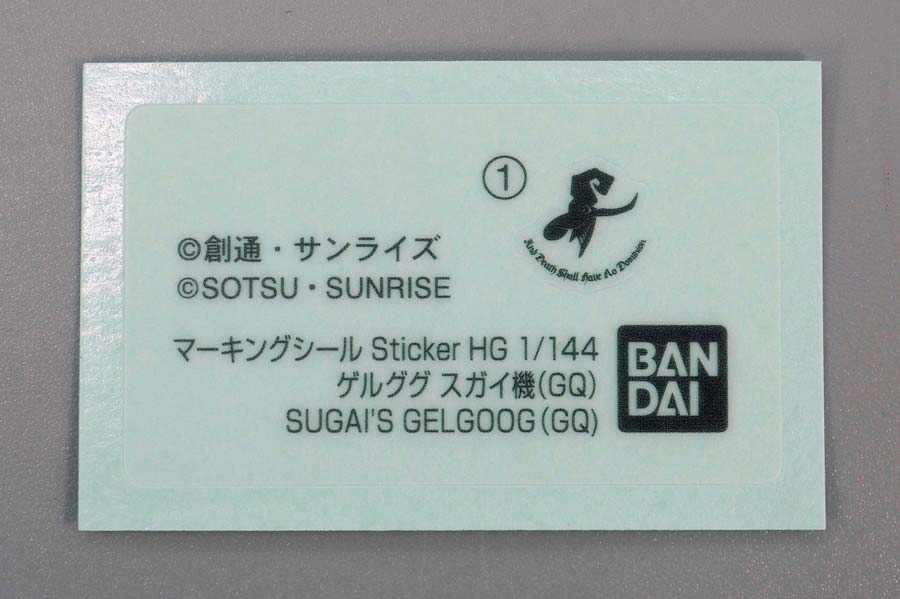 ①
And Death Shall Have No Dominion
©創通・サンライズ
©SOTSU・SUNRISE
マーキングシール Sticker HG 1/144
ゲルググ スガイ機(GQ)
SUGAI'S GELGOOG(GQ)
BAN
DAI